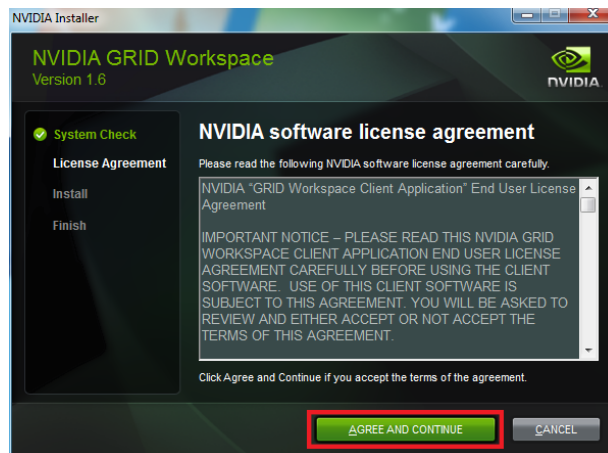 NVIDIA Installer
NVIDIA GRID Workspace
Version 1.6
NVIDIA
System Check
License Agreement
Install
Finish
NVIDIA software license agreement
Please read the following NVIDIA software license agreement carefully.
NVIDIA “GRID Workspace Client Application” End User License
Agreement
IMPORTANT NOTICE – PLEASE READ THIS NVIDIA GRID
WORKSPACE CLIENT APPLICATION END USER LICENSE
AGREEMENT CAREFULLY BEFORE USING THE CLIENT
SOFTWARE. USE OF THIS CLIENT SOFTWARE IS
SUBJECT TO THIS AGREEMENT. YOU WILL BE ASKED TO
REVIEW AND EITHER ACCEPT OR NOT ACCEPT THE
TERMS OF THIS AGREEMENT.
Click Agree and Continue if you accept the terms of the agreement.
AGREE AND CONTINUE
CANCEL